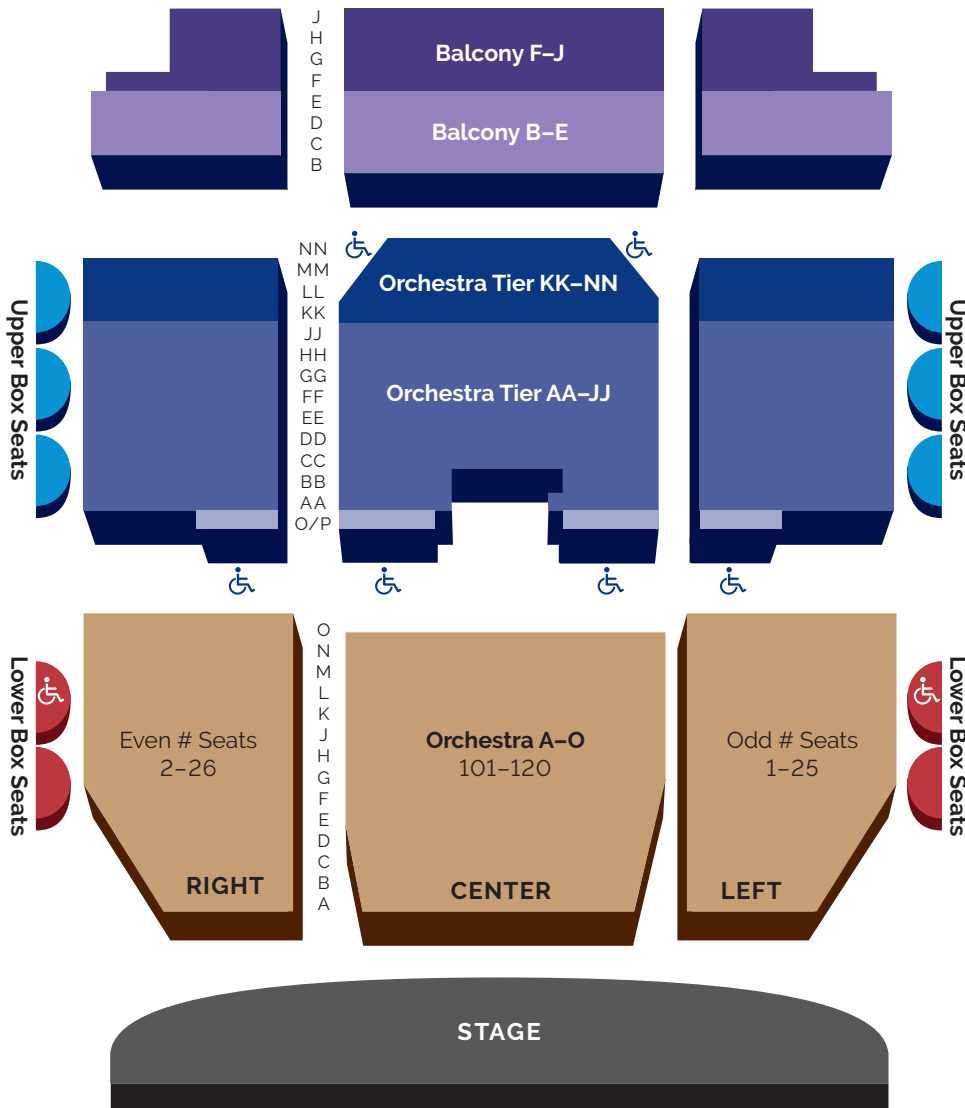 J
H
G
F
E
D
C
B
Balcony F–J
Balcony B–E
NN
MM
LL
KK
JJ
HH
GG
FF
EE
DD
CC
BB
AA
O/P
Orchestra Tier KK–NN
Orchestra Tier AA–JJ
Upper Box Seats
Upper Box Seats
O
N
M
L
K
J
H
G
F
E
D
C
B
A
Lower Box Seats
Even # Seats
2–26
RIGHT
Orchestra A–O
101–120
CENTER
Odd # Seats
1–25
LEFT
Lower Box Seats
STAGE